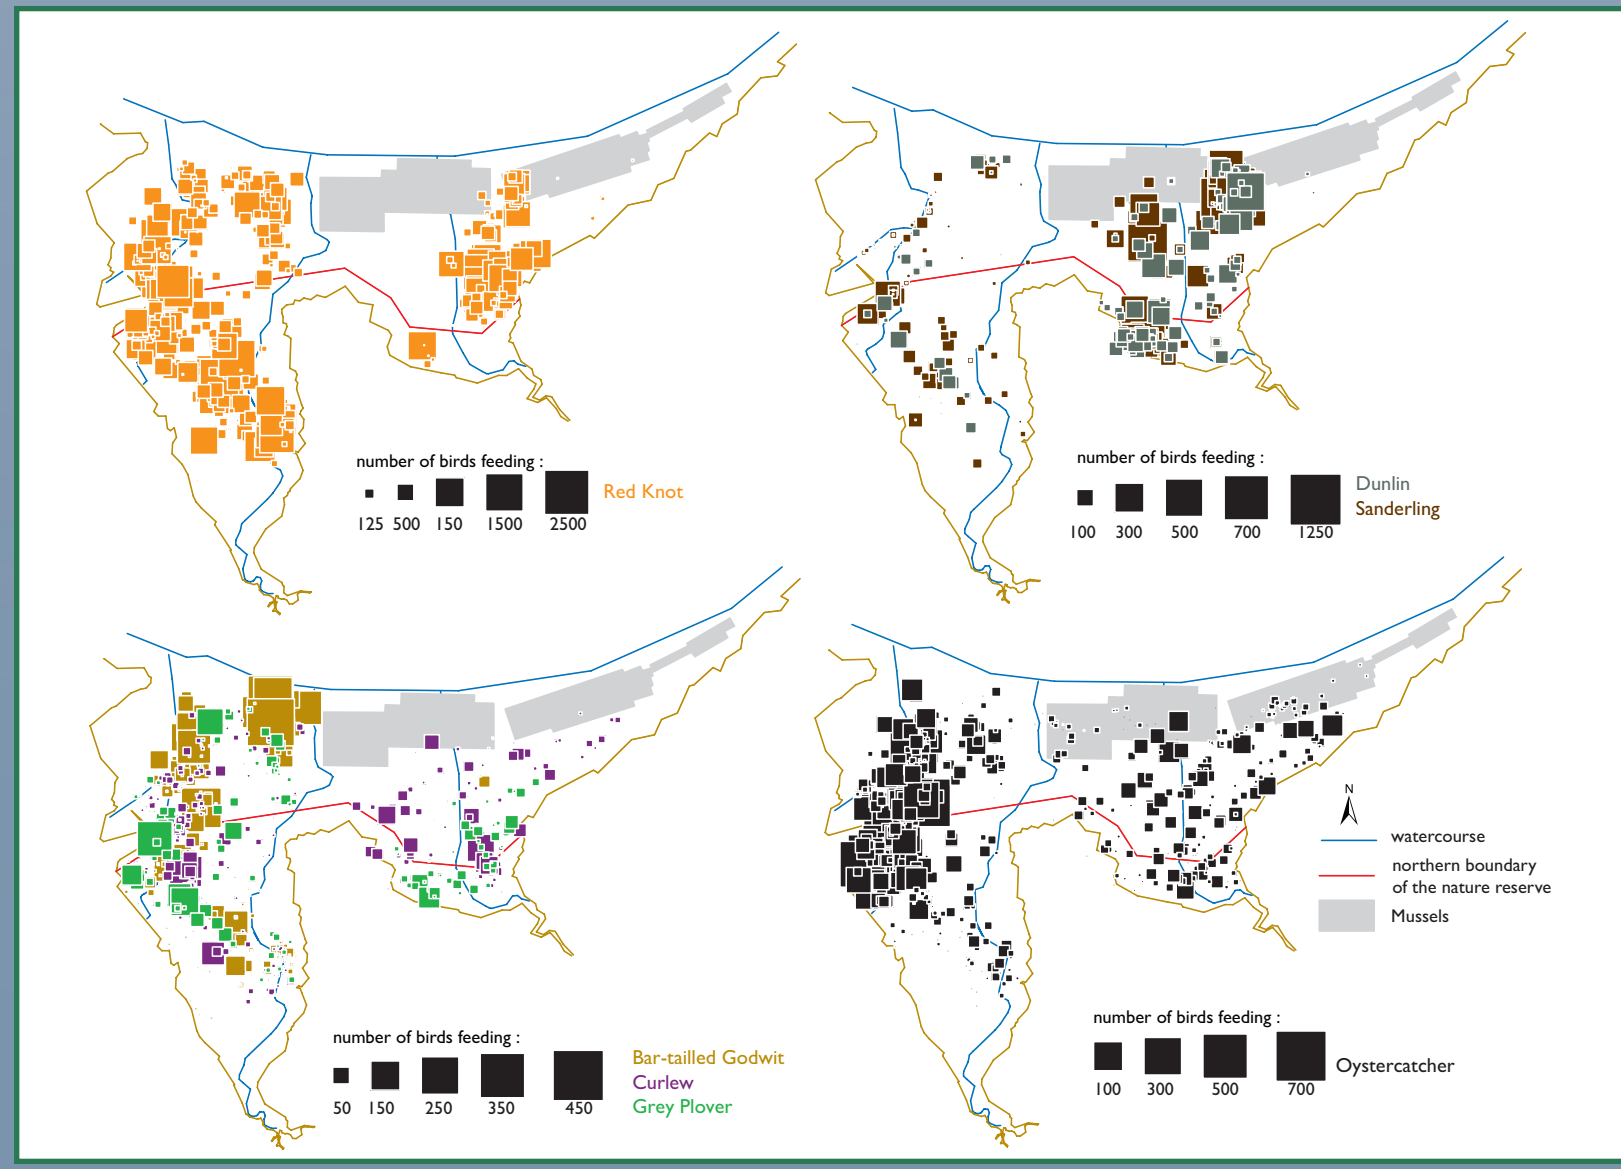 number of birds feeding :
125 500 150 1500 2500
Red Knot
number of birds feeding :
100 300 500 700 1250
Dunlin
Sanderling
number of birds feeding :
50 150 250 350 450
Bar-tailled Godwit
Curlew
Grey Plover
N
watercourse
northern boundary
of the nature reserve
Mussels
number of birds feeding :
100 300 500 700
Oystercatcher